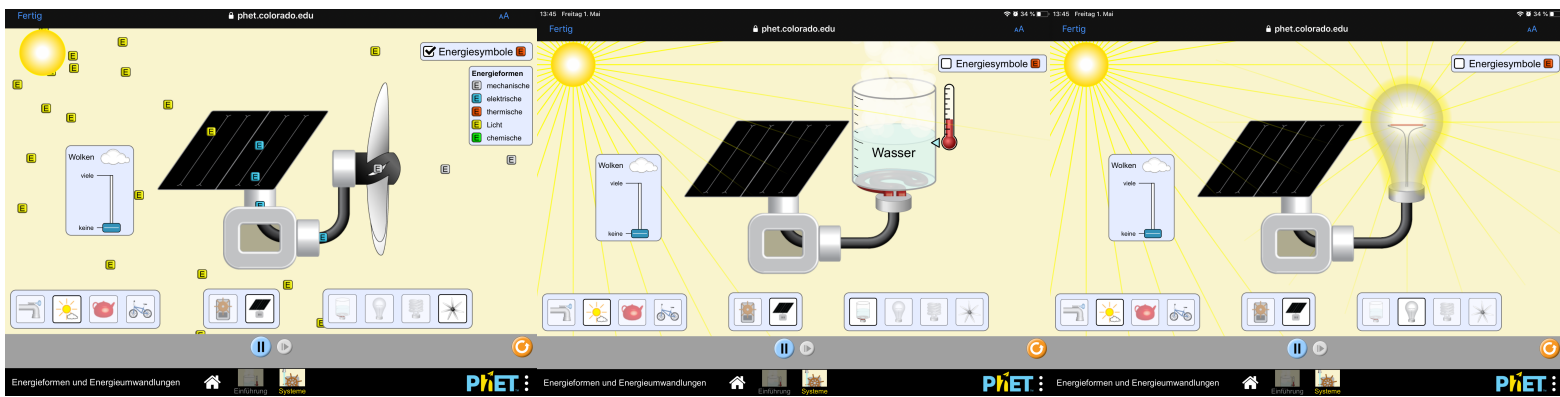 Fertig
phet.colorado.edu
AA
Energiesymbole E
Energieformen
E mechanische
E elektrische
E thermische
E Licht
E chemische
Wolken
viele
keine
Energieformen und Energieumwandlungen
Einführung
Systeme
PhET
13:45 Freitag 1. Mai
34 %
Fertig
phet.colorado.edu
AA
Energiesymbole E
Wasser
Wolken
viele
keine
Energieformen und Energieumwandlungen
Einführung
Systeme
PhET
13:45 Freitag 1. Mai
34 %
Fertig
phet.colorado.edu
AA
Energiesymbole E
Wolken
viele
keine
Energieformen und Energieumwandlungen
Einführung
Systeme
PhET